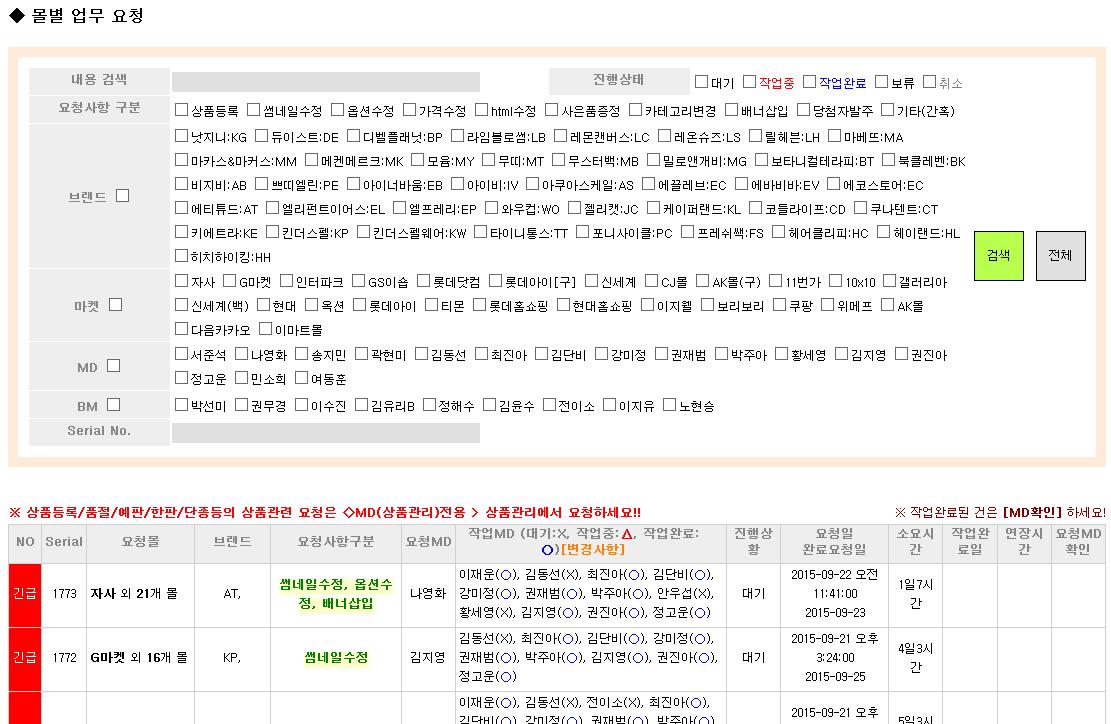 ◆ 몰별 업무 요청
내용 검색 진행상태 대기 작업중 작업완료 보류 취소
요청사항 구분 상품등록 썸네일수정 옵션수정 가격수정 html수정 사은품증정 카테고리변경 배너삽입 당첨자발주 기타(간혹)
낫지니:KG 듀이스트:DE 디벨플래닛:BP 라임블로썸:LB 레몬캔버스:LC 레온슈즈:LS 릴헤븐:LH 마베뜨:MA
마카스&마커스:MM 메켄메르크:MK 모윰:MY 무띠:MT 무스터백:MB 밀로앤개비:MG 보타니컬테라피:BT 북클레벤:BK
브랜드 비지비:AB 쁘띠엘린:PE 아이너바움:EB 아이비:IV 아쿠아스케일:AS 에끌레브:EC 에바비바:EV 에코스토어:EC
에티튜드:AT 엘리펀트이어스:EL 엘프레리:EP 와우컵:WO 젤리캣:JC 케이퍼랜드:KL 코들라이프:CD 쿠나텐트:CT
키에트라:KE 킨더스펠:KP 킨더스펠웨어:KW 타이니통스:TT 포니사이클:PC 프레쉬쌕:FS 헤어클리피:HC 헤이랜드:HL
히치하이킹:HH
검색 전체
자사 G마켓 인터파크 GS이숍 롯데닷컴 롯데아이[구] 신세계 CJ몰 AK몰(구) 11번가 10x10 갤러리아
마켓 신세계(백) 현대 옥션 롯데아이 티몬 롯데홈쇼핑 현대홈쇼핑 이지웰 보리보리 쿠팡 위메프 AK몰
다음카카오 이마트몰
MD 서준석 나영화 송지민 곽현미 김동선 최진아 김단비 강미정 권재범 박주아 황세영 김지영 권진아
정고운 민소희 여동훈
BM 박선미 권무경 이수진 김유리B 정해수 김윤수 전이소 이지유 노현승
Serial No.
※ 상품등록/품절/예판/한판/단종등의 상품관련 요청은 ◇MD(상품관리)전용 > 상품관리에서 요청하세요!! ※ 작업완료된 건은 [MD확인] 하세요!
NO Serial 요청몰 브랜드 요청사항구분 요청MD 작업MD (대기:X, 작업중:△, 작업완료:
○)[변경사항] 진행상
황 요청일
완료요청일 소요시
간 작업완
료일 연장시
간 요청MD
확인
긴급 1773 자사 외 21개 몰 AT, 썸네일수정, 옵션수
정, 배너삽입 나영화 이재운(○), 김동선(X), 최진아(○), 김단비(○),
강미정(○), 권재범(○), 박주아(○), 안우섭(X),
황세영(X), 김지영(○), 권진아(○), 정고운(○)
대기 2015-09-22 오전
11:41:00
2015-09-23
1일7시
간
긴급 1772 G마켓 외 16개 몰 KP, 썸네일수정 김지영 김동선(X), 최진아(○), 김단비(○), 강미정(○),
권재범(○), 박주아(○), 김지영(○), 권진아(○),
정고운(○)
대기 2015-09-21 오후
3:24:00
2015-09-25
4일3시
간
이재운(○), 김동선(X), 전이소(X), 최진아(○),
김단비(○), 강미정(○), 권재범(○), 박주아(○),
2015-09-21 오후
5일3시